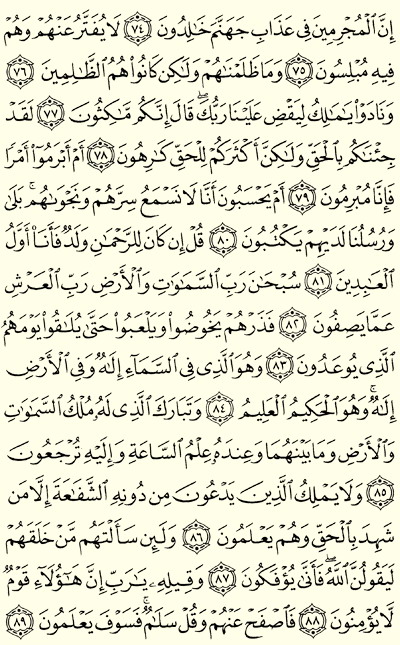 إِنَّ ٱلْمُجْرِمِينَ فِى عَذَابِ جَهَنَّمَ خَٰلِدُونَ ﴿٧٤﴾ لَا يُفَتَّرُ عَنْهُمْ وَهُمْ
فِيهِ مُبْلِسُونَ ﴿٧٥﴾ وَمَا ظَلَمْنَٰهُمْ وَلَٰكِن كَانُوا۟ هُمُ ٱلظَّٰلِمِينَ ﴿٧٦﴾
وَنَادَوْا۟ يَٰمَٰلِكُ لِيَقْضِ عَلَيْنَا رَبُّكَ ۖ قَالَ إِنَّكُم مَّٰكِثُونَ ﴿٧٧﴾ لَقَدْ
جِئْنَٰكُم بِٱلْحَقِّ وَلَٰكِنَّ أَكْثَرَكُمْ لِلْحَقِّ كَٰرِهُونَ ﴿٧٨﴾ أَمْ أَبْرَمُوٓا۟ أَمْرًا
فَإِنَّا مُبْرِمُونَ ﴿٧٩﴾ أَمْ يَحْسَبُونَ أَنَّا لَا نَسْمَعُ سِرَّهُمْ وَنَجْوَىٰهُم ۚ بَلَىٰ
وَرُسُلُنَا لَدَيْهِمْ يَكْتُبُونَ ﴿٨٠﴾ قُلْ إِن كَانَ لِلرَّحْمَٰنِ وَلَدٌ فَأَنَا۠ أَوَّلُ
ٱلْعَٰبِدِينَ ﴿٨١﴾ سُبْحَٰنَ رَبِّ ٱلسَّمَٰوَٰتِ وَٱلْأَرْضِ رَبِّ ٱلْعَرْشِ
عَمَّا يَصِفُونَ ﴿٨٢﴾ فَذَرْهُمْ يَخُوضُوا۟ وَيَلْعَبُوا۟ حَتَّىٰ يُلَٰقُوا۟ يَوْمَهُمُ
ٱلَّذِى يُوعَدُونَ ﴿٨٣﴾ وَهُوَ ٱلَّذِى فِى ٱلسَّمَآءِ إِلَٰهٌ وَفِى ٱلْأَرْضِ
إِلَٰهٌ ۚ وَهُوَ ٱلْحَكِيمُ ٱلْعَلِيمُ ﴿٨٤﴾ وَتَبَارَكَ ٱلَّذِى لَهُۥ مُلْكُ ٱلسَّمَٰوَٰتِ
وَٱلْأَرْضِ وَمَا بَيْنَهُمَا وَعِندَهُۥ عِلْمُ ٱلسَّاعَةِ وَإِلَيْهِ تُرْجَعُونَ
﴿٨٥﴾ وَلَا يَمْلِكُ ٱلَّذِينَ يَدْعُونَ مِن دُونِهِ ٱلشَّفَٰعَةَ إِلَّا مَن
شَهِدَ بِٱلْحَقِّ وَهُمْ يَعْلَمُونَ ﴿٨٦﴾ وَلَئِن سَأَلْتَهُم مَّنْ خَلَقَهُمْ
لَيَقُولُنَّ ٱللَّهُ ۖ فَأَنَّىٰ يُؤْفَكُونَ ﴿٨٧﴾ وَقِيلِهِۦ يَٰرَبِّ إِنَّ هَٰٓؤُلَآءِ قَوْمٌ
لَّا يُؤْمِنُونَ ﴿٨٨﴾ فَٱصْفَحْ عَنْهُمْ وَقُلْ سَلَٰمٌ ۚ فَسَوْفَ يَعْلَمُونَ ﴿٨٩﴾